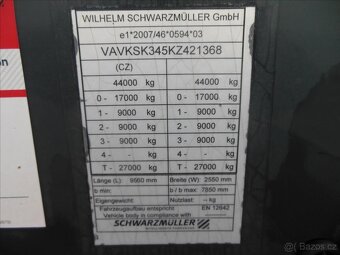 WILHELM SCHWARZMÜLLER GmbH
e1*2007/46*0594*03
VAVKSK345KZ421368
(CZ)
44000 kg 44000 kg
0 - 17000 kg 0 - 17000 kg
1 - 9000 kg 1 - 9000 kg
2 - 9000 kg 2 - 9000 kg
3 - 9000 kg 3 - 9000 kg
4 - kg 4 - kg
T - 27000 kg T - 27000 kg
Länge (L): 9660 mm Breite (W): 2550 mm
b min: b / b max: 7850 mm
Eigengewicht: Nutzlast: -- kg
Fahrzeugaufbau entspricht EN 12642
Vehicle body in compliance
SCHWARZMÜLLER
bazos.cz